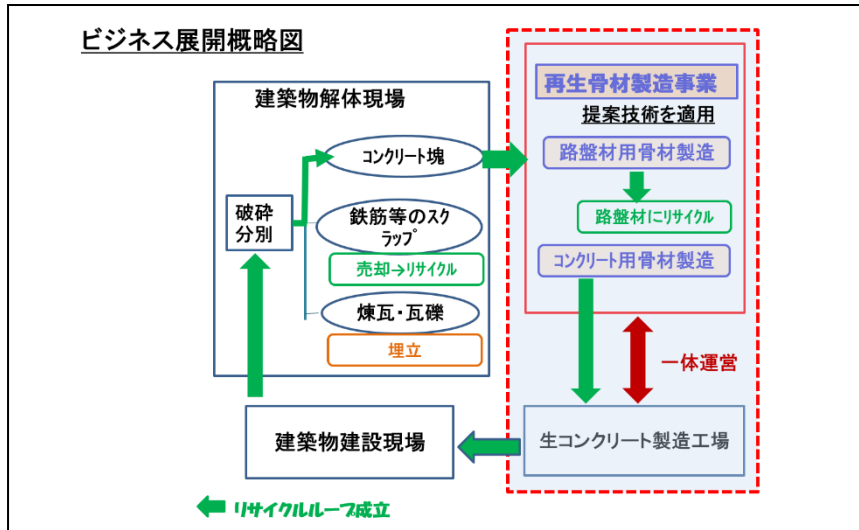 ビジネス展開概略図
建築物解体現場
コンクリート塊
破砕
分別
鉄筋等のスク
ラップ
売却→リサイクル
煉瓦・瓦礫
埋立
再生骨材製造事業
提案技術を適用
路盤材用骨材製造
路盤材にリサイクル
コンクリート用骨材製造
一体運営
建築物建設現場
生コンクリート製造工場
リサイクルループ成立